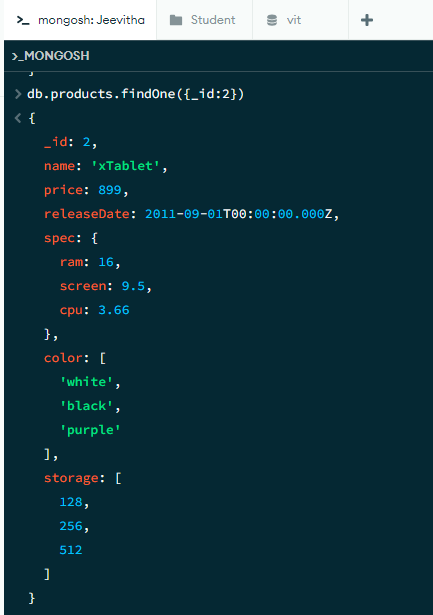 >_ mongosh: Jeevitha
Student
vit
+
>_MONGOSH
}
> db.products.findOne({_id:2})
< {
_id: 2,
name: 'xTablet',
price: 899,
releaseDate: 2011-09-01T00:00:00.000Z,
spec: {
ram: 16,
screen: 9.5,
cpu: 3.66
},
color: [
'white',
'black',
'purple'
],
storage: [
128,
256,
512
]
}